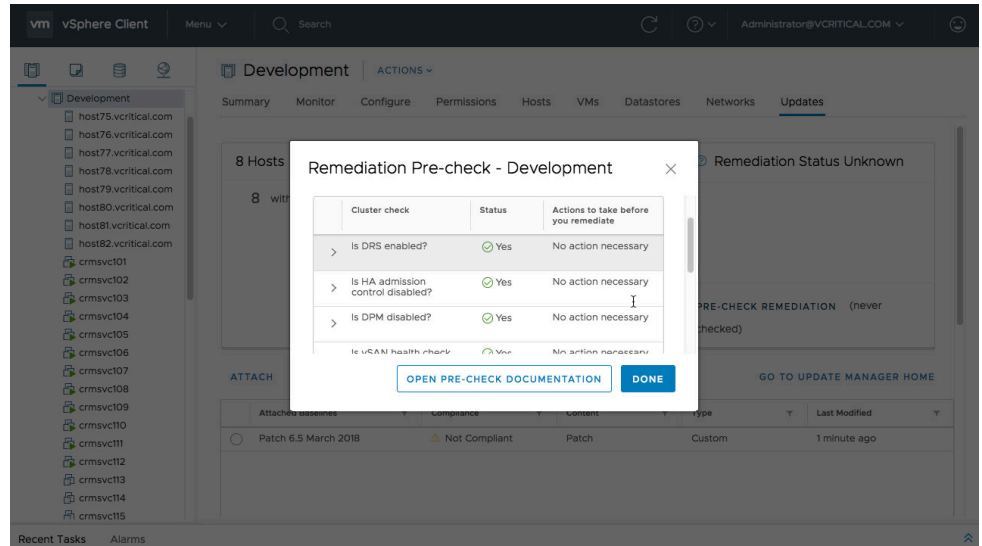 vm vSphere Client Menu Search Administrator@VCRITICAL.COM
Development ACTIONS
Summary Monitor Configure Permissions Hosts VMs Datastores Networks Updates
Development
host75.vcritical.com
host76.vcritical.com
host77.vcritical.com
host78.vcritical.com
host79.vcritical.com
host80.vcritical.com
host81.vcritical.com
host82.vcritical.com
crmsvc101
crmsvc102
crmsvc103
crmsvc104
crmsvc105
crmsvc106
crmsvc107
crmsvc108
crmsvc109
crmsvc110
crmsvc111
crmsvc112
crmsvc113
crmsvc114
crmsvc115
8 Hosts
8 with
Remediation Status Unknown
PRE-CHECK REMEDIATION (never
checked)
Remediation Pre-check - Development
Cluster check Status Actions to take before
you remediate
Is DRS enabled? Yes No action necessary
Is HA admission
control disabled? Yes No action necessary
Is DPM disabled? Yes No action necessary
Is vSAN health check Yes No action necessary
OPEN PRE-CHECK DOCUMENTATION DONE
ATTACH GO TO UPDATE MANAGER HOME
Attached Baselines Compliance Content Type Last Modified
Patch 6.5 March 2018 Not Compliant Patch Custom 1 minute ago
Recent Tasks Alarms